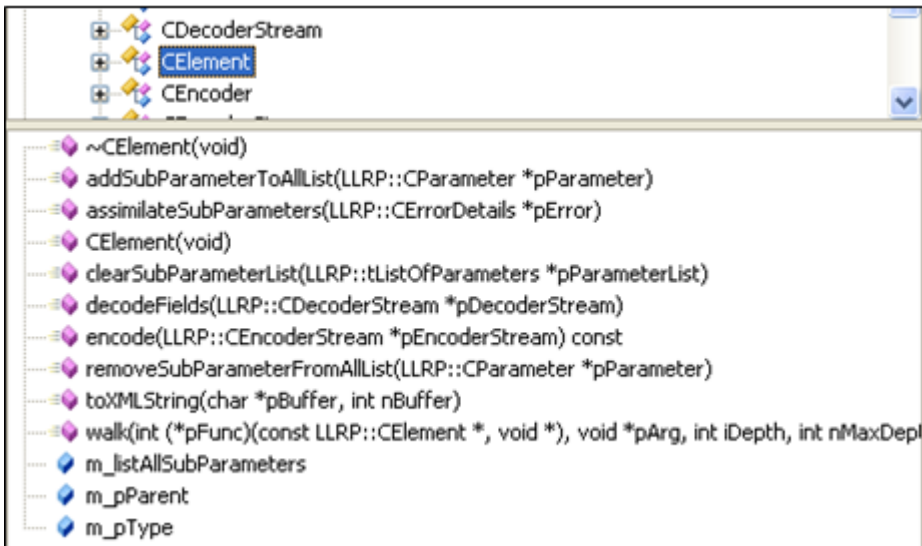 CDecoderStream
CElement
CEncoder
~CElement(void)
addSubParameterToAllList(LLRP::CParameter *pParameter)
assimilateSubParameters(LLRP::CErrorDetails *pError)
CElement(void)
clearSubParameterList(LLRP::tListOfParameters *pParameterList)
decodeFields(LLRP::CDecoderStream *pDecoderStream)
encode(LLRP::CEncoderStream *pEncoderStream) const
removeSubParameterFromAllList(LLRP::CParameter *pParameter)
toXMLString(char *pBuffer, int nBuffer)
walk(int (*pFunc)(const LLRP::CElement *, void *), void *pArg, int iDepth, int
m_listAllSubParameters
m_pParent
m_pType